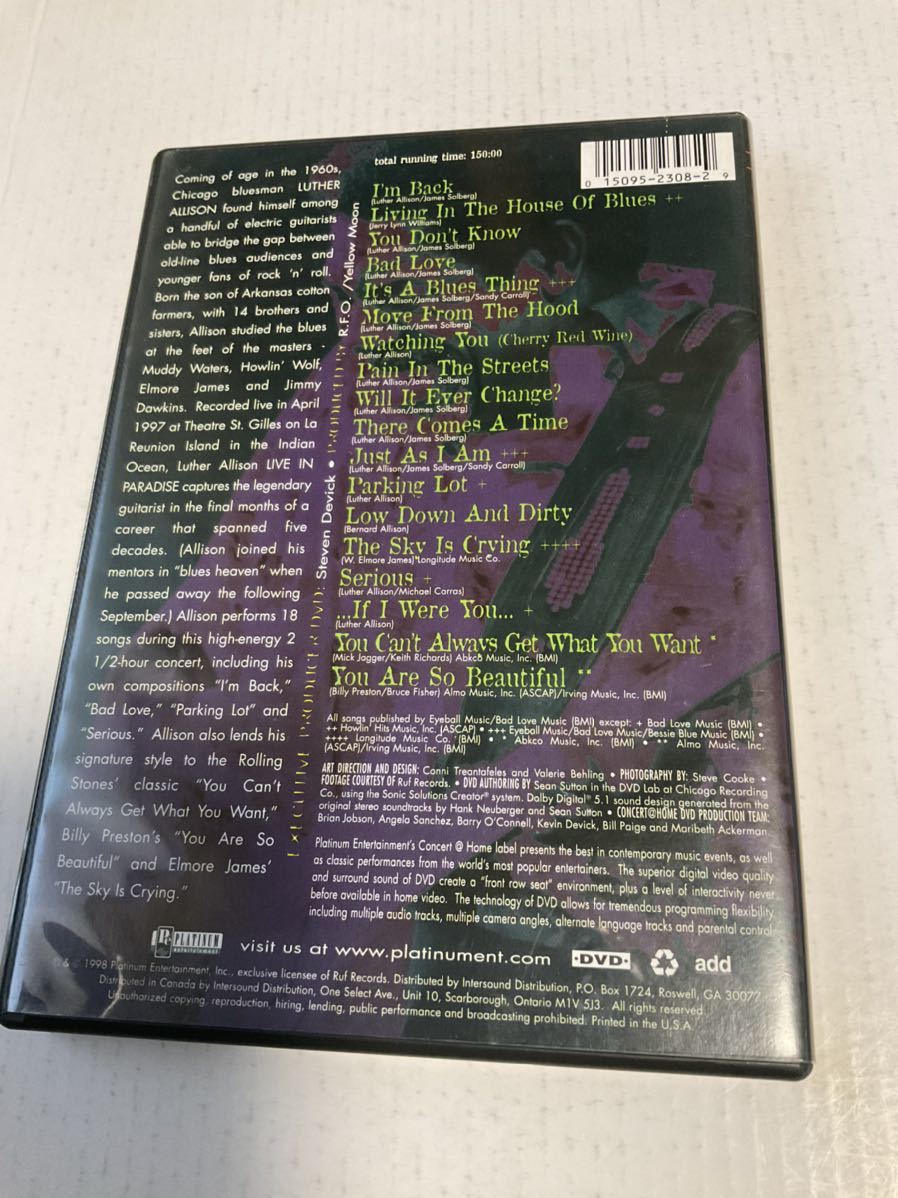 Coming of age in the 1960s,
Chicago bluesman LUTHER
ALLISON found himself among
a handful of electric guitarists
able to bridge the gap between
old-line blues audiences and
younger fans of rock 'n' roll.
Born the son of Arkansas cotton
farmers, with 14 brothers and
sisters, Allison studied the blues
at the feet of the masters -
Muddy Waters, Howlin' Wolf,
Elmore James and Jimmy
Dawkins. Recorded live in April
1997 at Theatre St. Gilles on La
Reunion Island in the Indian
Ocean, Luther Allison LIVE IN
PARADISE captures the legendary
guitarist in the final months of a
career that spanned five
decades. (Allison joined his
mentors in "blues heaven" when
he passed away the following
September.) Allison performs 18
songs during this high-energy 2
1/2-hour concert, including his
own compositions "I'm Back,"
"Bad Love," "Parking Lot" and
"Serious." Allison also lends his
signature style to the Rolling
Stones' classic "You Can't
Always Get What You Want,"
Billy Preston's "You Are So
Beautiful" and Elmore James'
"The Sky Is Crying."
EXECUTIVE PRODUCER DVD: Steven Devick • PRODUCED BY R.F.O. /Yellow Moon
total running time: 150:00
0 15095-2308-2 9
I'm Back
(Luther Allison/James Solberg)
Living In The House Of Blues ++
(Jerry Lynn Williams)
You Don't Know
(Luther Allison/James Solberg)
Bad Love
(Luther Allison/James Solberg)
It's A Blues Thing +++
(Luther Allison/James Solberg/Sandy Carroll)
Move From The Hood
(Luther Allison/James Solberg)
Watching You (Cherry Red Wine)
(Luther Allison)
Pain In The Streets
(Luther Allison/James Solberg)
Will It Ever Change?
(Luther Allison/James Solberg)
There Comes A Time
(Luther Allison/James Solberg)
Just As I Am +++
(Luther Allison/James Solberg/Sandy Carroll)
Parking Lot +
(Luther Allison)
Low Down And Dirty
(Bernard Allison)
The Sky Is Crying ++++
(W. Elmore James) Longitude Music Co.
Serious +
(Luther Allison/Michael Carras)
...If I Were You... +
(Luther Allison)
You Can't Always Get What You Want *
(Mick Jagger/Keith Richards) Abkco Music, Inc. (BMI)
You Are So Beautiful **
(Billy Preston/Bruce Fisher) Almo Music, Inc. (ASCAP)/Irving Music, Inc. (BMI)
All songs published by Eyeball Music/Bad Love Music (BMI) except: + Bad Love Music (BMI) •
++ Howlin' Hits Music, Inc. (ASCAP) • +++ Eyeball Music/Bad Love Music/Bessie Blue Music (BMI) •
++++ Longitude Music Co. (BMI) • * Abkco Music, Inc. (BMI) • ** Almo Music, Inc.
(ASCAP)/Irving Music, Inc. (BMI)
ART DIRECTION AND DESIGN: Conni Treantafeles and Valerie Behling • PHOTOGRAPHY BY: Steve Cooke •
FOOTAGE COURTESY OF Ruf Records. • DVD AUTHORING BY Sean Sutton in the DVD Lab at Chicago Recording
Co., using the Sonic Solutions Creator® system. Dolby Digital™ 5.1 sound design generated from the
original stereo soundtracks by Hank Neuberger and Sean Sutton • CONCERT@HOME DVD PRODUCTION TEAM:
Brian Jobson, Angela Sanchez, Barry O'Connell, Kevin Devick, Bill Paige and Maribeth Ackerman.
Platinum Entertainment's Concert @ Home label presents the best in contemporary music events, as well
as classic performances from the world's most popular entertainers. The superior digital video quality
and surround sound of DVD create a "front row seat" environment, plus a level of interactivity never
before available in home video. The technology of DVD allows for tremendous programming flexibility
including multiple audio tracks, multiple camera angles, alternate language tracks and parental control.
PLATINUM
ENTERTAINMENT
visit us at www.platinument.com
DVD
add
℗ & © 1998 Platinum Entertainment, Inc., exclusive licensee of Ruf Records. Distributed by Intersound Distribution, P.O. Box 1724, Roswell, GA 30077.
Distributed in Canada by Intersound Distribution, One Select Ave., Unit 10, Scarborough, Ontario M1V 5J3. All rights reserved.
Unauthorized copying, reproduction, hiring, lending, public performance and broadcasting prohibited. Printed in the U.S.A.